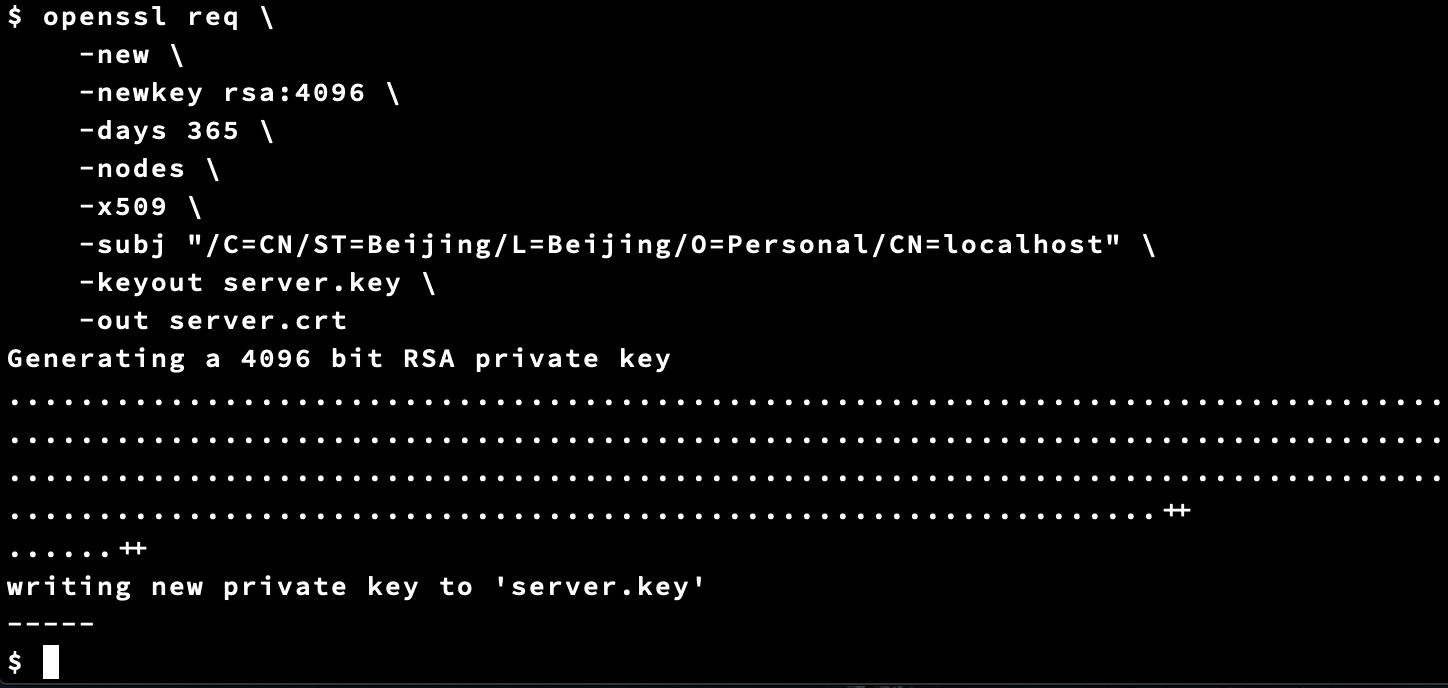 $ openssl req \
    -new \
    -newkey rsa:4096 \
    -days 365 \
    -nodes \
    -x509 \
    -subj "/C=CN/ST=Beijing/L=Beijing/O=Personal/CN=localhost" \
    -keyout server.key \
    -out server.crt
Generating a 4096 bit RSA private key
................................................................................
................................................................................
................................................................................
................................................................++
......++
writing new private key to 'server.key'
-----
$